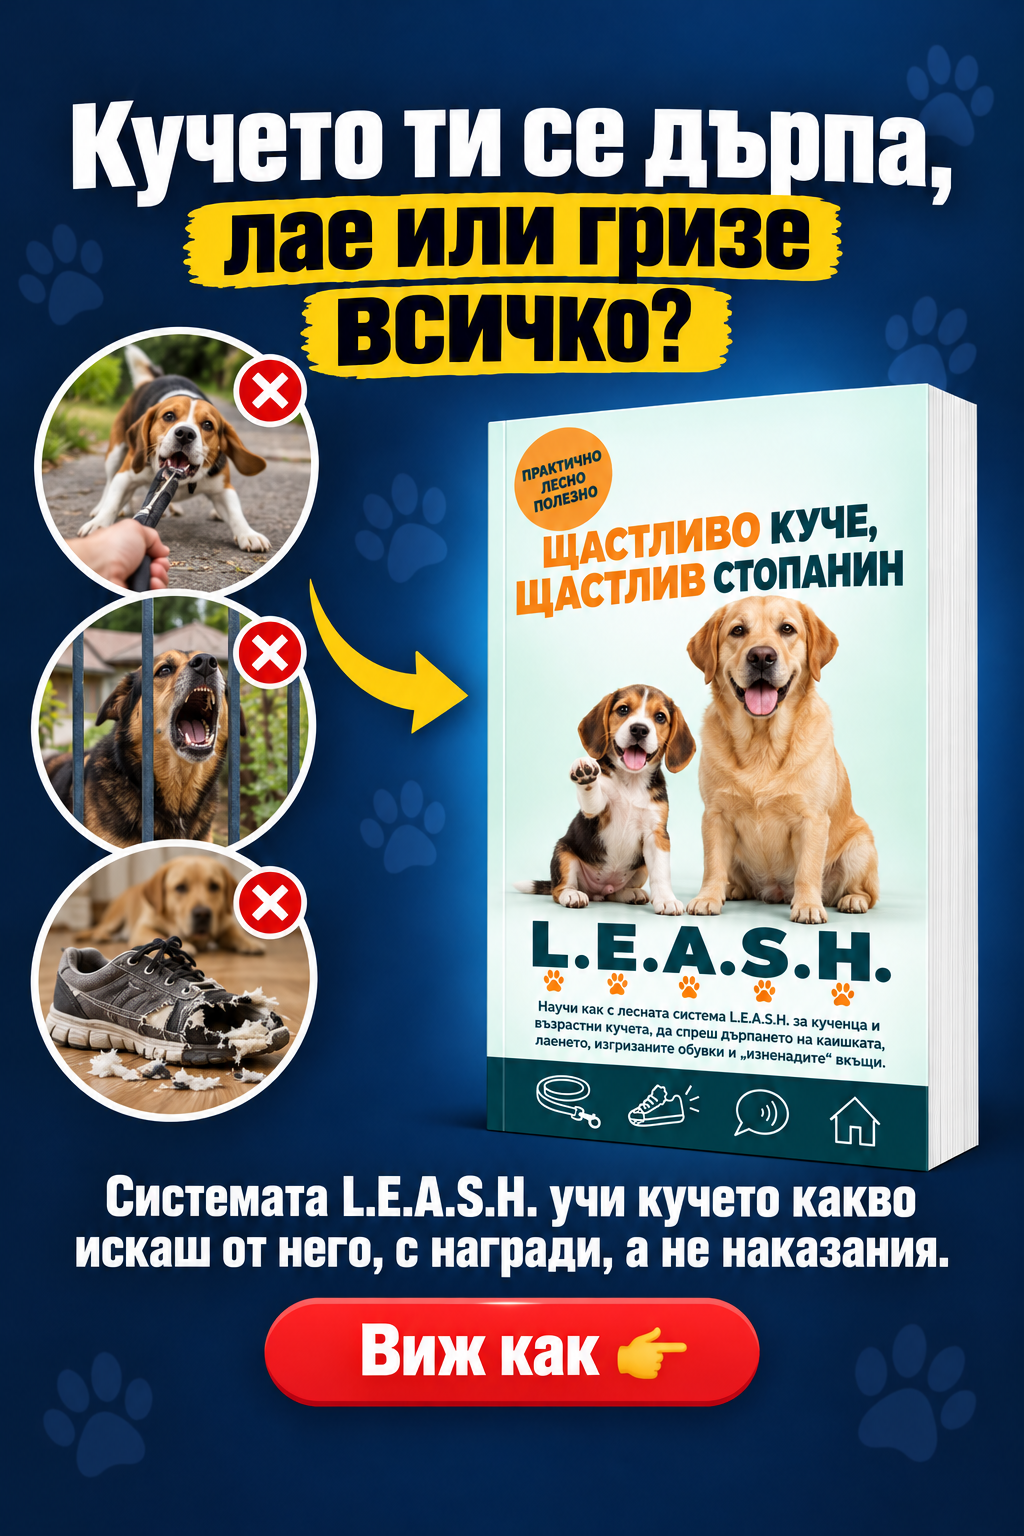 Кучето ти се дърпа,
лае или гризе
всичко?
ПРАКТИЧНО
ЛЕСНО
ПОЛЕЗНО
ЩАСТЛИВО КУЧЕ,
ЩАСТЛИВ СТОПАНИН
L.E.A.S.H.
Научи как с лесната система L.E.A.S.H. за кученца и
възрастни кучета, да спреш дърпането на каишката,
лаенето, изгризаните обувки и „изненадите“ вкъщи.
Системата L.E.A.S.H. учи кучето какво
искаш от него, с награди, а не наказания.
Виж как 👉